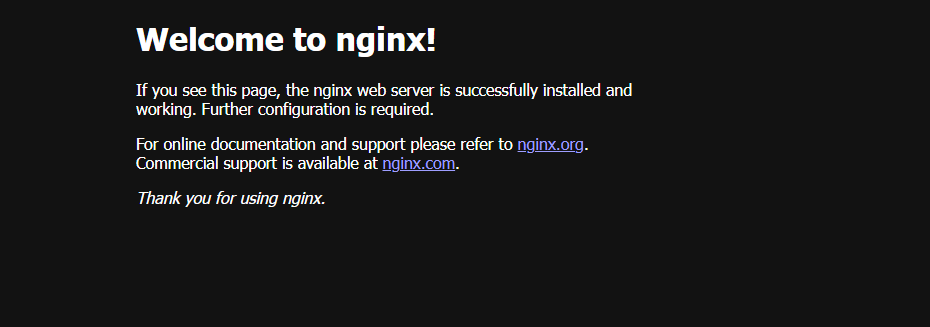 Welcome to nginx!
If you see this page, the nginx web server is successfully installed and
working. Further configuration is required.
For online documentation and support please refer to nginx.org.
Commercial support is available at nginx.com.
Thank you for using nginx.